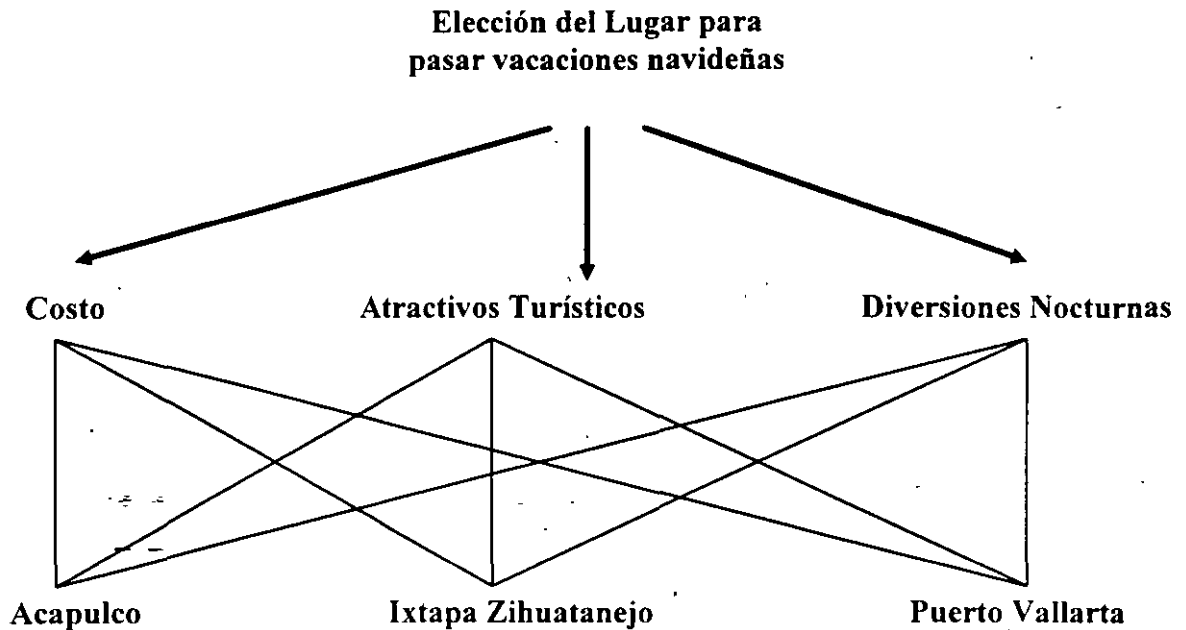 Elección del Lugar para
pasar vacaciones navideñas
Costo
Atractivos Turísticos
Diversiones Nocturnas
Acapulco
Ixtapa Zihuatanejo
Puerto Vallarta